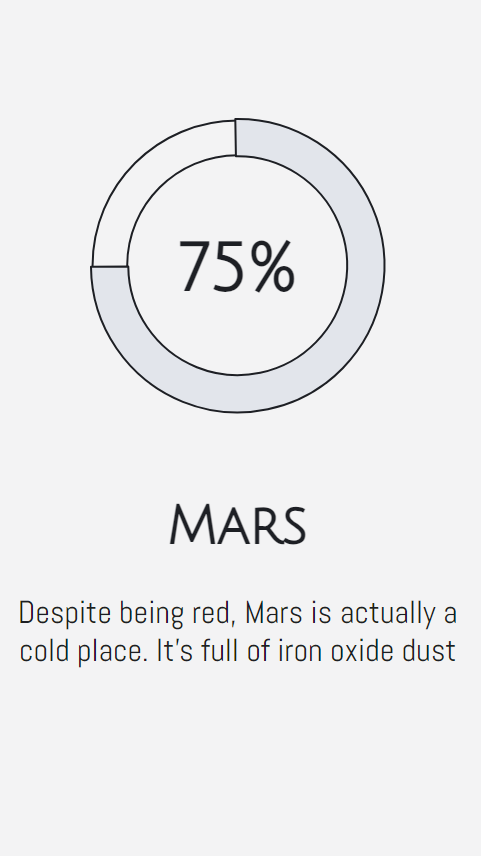 75%
Mars
Despite being red, Mars is actually a
cold place. It's full of iron oxide dust